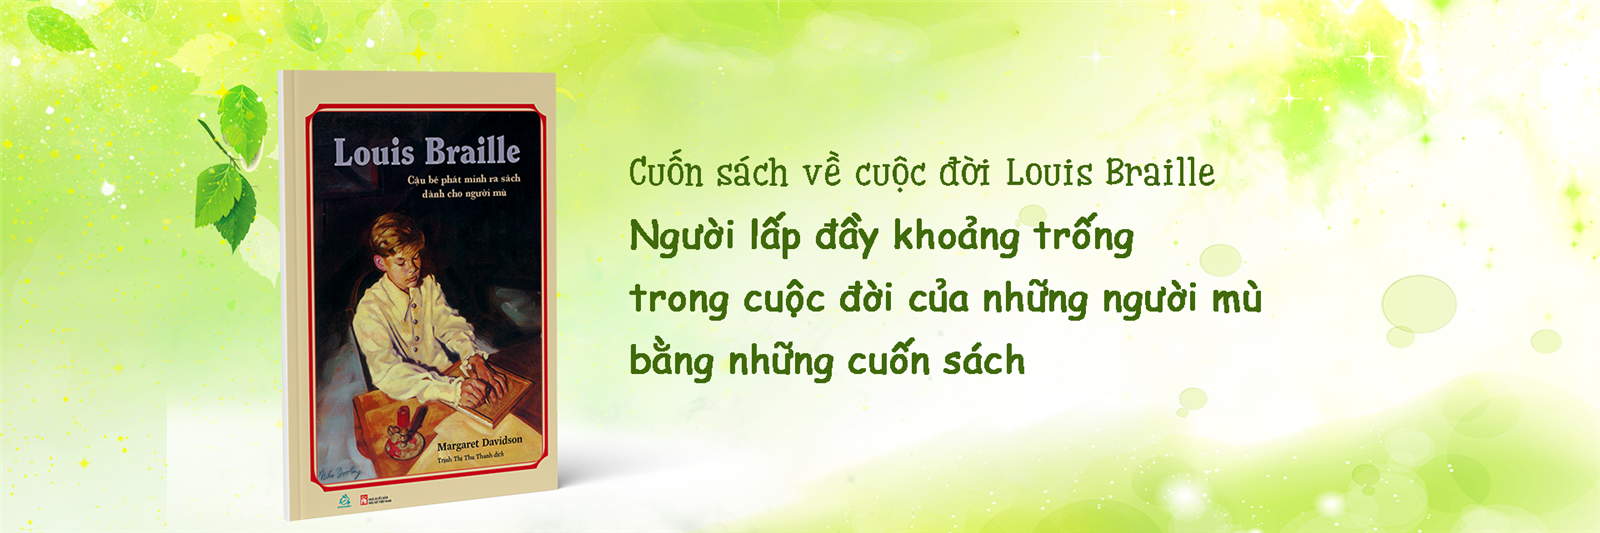 Louis Braille
Cậu bé phát minh ra sách
dành cho người mù
Margaret Davidson
Trịnh Thị Thu Thanh dịch
Cuốn sách về cuộc đời Louis Braille
Người lấp đầy khoảng trống
trong cuộc đời của những người mù
bằng những cuốn sách